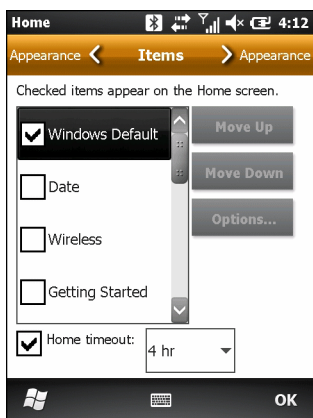 Home 4:12
Appearance Items Appearance
Checked items appear on the Home screen.
Windows Default
Date
Wireless
Getting Started
Move Up
Move Down
Options...
Home timeout: 4 hr
OK